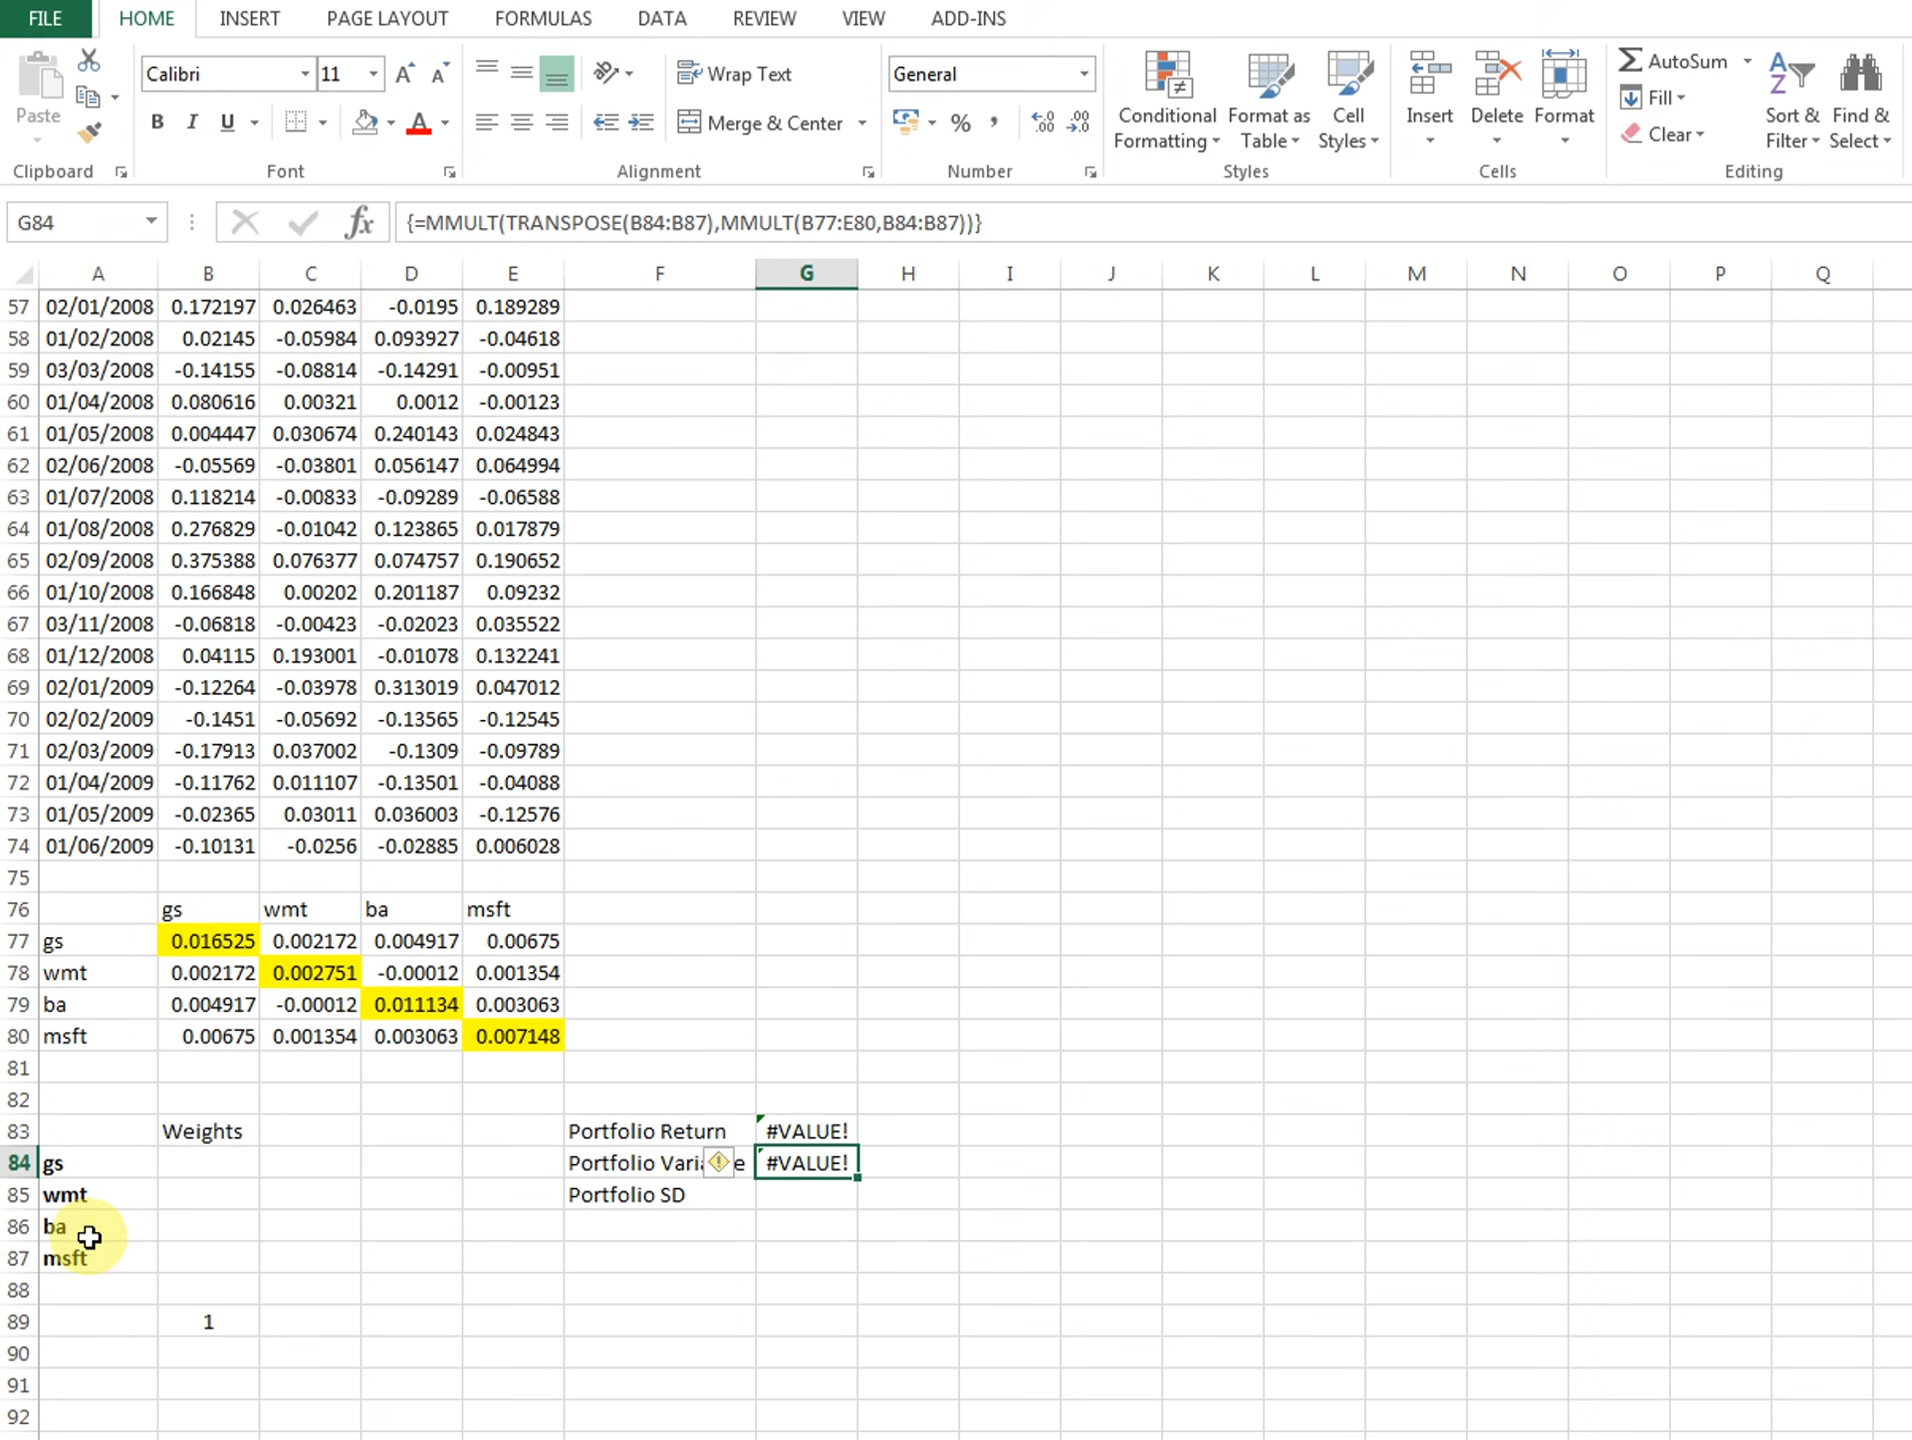 FILE HOME INSERT PAGE LAYOUT FORMULAS DATA REVIEW VIEW ADD-INS
Paste
Clipboard
Calibri 11 A A
B I U A
Font
Wrap Text
Merge & Center
Alignment
General
% , .00 .00
Number
Conditional Formatting
Format as Table
Cell Styles
Styles
Insert Delete Format
Cells
AutoSum
Fill
Clear
Sort & Filter
Find & Select
Editing
G84 fx {=MMULT(TRANSPOSE(B84:B87),MMULT(B77:E80,B84:B87))}
A B C D E F G H I J K L M N O P Q
57 02/01/2008 0.172197 0.026463 -0.0195 0.189289
58 01/02/2008 0.02145 -0.05984 0.093927 -0.04618
59 03/03/2008 -0.14155 -0.08814 -0.14291 -0.00951
60 01/04/2008 0.080616 0.00321 0.0012 -0.00123
61 01/05/2008 0.004447 0.030674 0.240143 0.024843
62 02/06/2008 -0.05569 -0.03801 0.056147 0.064994
63 01/07/2008 0.118214 -0.00833 -0.09289 -0.06588
64 01/08/2008 0.276829 -0.01042 0.123865 0.017879
65 02/09/2008 0.375388 0.076377 0.074757 0.190652
66 01/10/2008 0.166848 0.00202 0.201187 0.09232
67 03/11/2008 -0.06818 -0.00423 -0.02023 0.035522
68 01/12/2008 0.04115 0.193001 -0.01078 0.132241
69 02/01/2009 -0.12264 -0.03978 0.313019 0.047012
70 02/02/2009 -0.1451 -0.05692 -0.13565 -0.12545
71 02/03/2009 -0.17913 0.037002 -0.1309 -0.09789
72 01/04/2009 -0.11762 0.011107 -0.13501 -0.04088
73 01/05/2009 -0.02365 0.03011 0.036003 -0.12576
74 01/06/2009 -0.10131 -0.0256 -0.02885 0.006028
75
76 gs wmt ba msft
77 gs 0.016525 0.002172 0.004917 0.00675
78 wmt 0.002172 0.002751 -0.00012 0.001354
79 ba 0.004917 -0.00012 0.011134 0.003063
80 msft 0.00675 0.001354 0.003063 0.007148
81
82
83 Weights Portfolio Return #VALUE!
84 gs Portfolio Vari e #VALUE!
85 wmt Portfolio SD
86 ba
87 msft
88
89 1
90
91
92